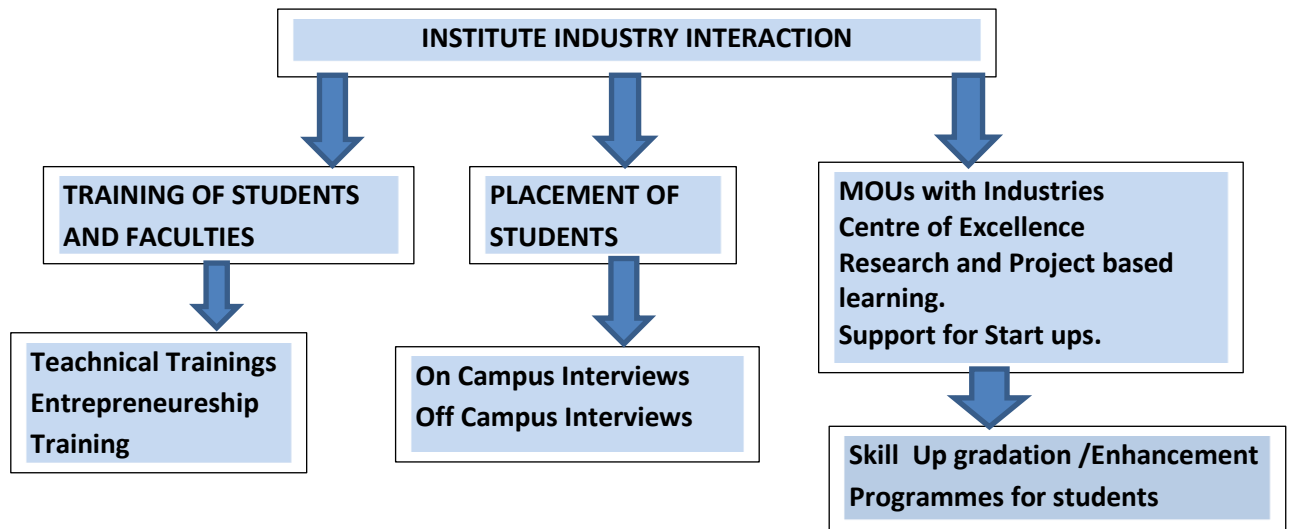 INSTITUTE INDUSTRY INTERACTION
TRAINING OF STUDENTS
AND FACULTIES
PLACEMENT OF
STUDENTS
MOUs with Industries
Centre of Excellence
Research and Project based
learning.
Support for Start ups.
Teachnical Trainings
Entrepreneureship
Training
On Campus Interviews
Off Campus Interviews
Skill Up gradation /Enhancement
Programmes for students